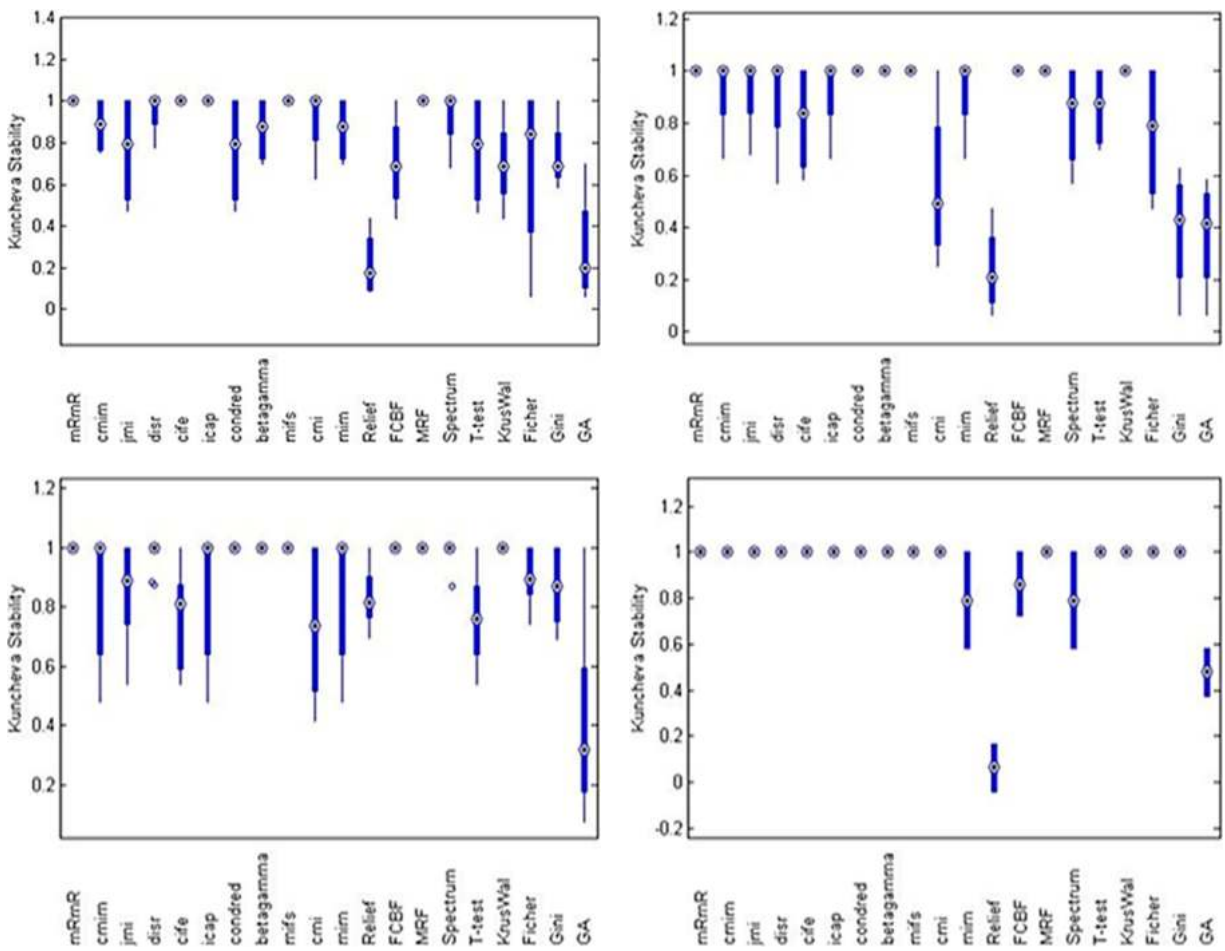 1.4
1.2
1
0.8
0.6
0.4
0.2
0
Kuncheva Stability
mRmR
cmim
jmi
disr
cife
icap
condred
betagamma
mifs
cmi
mim
Relief
FCBF
MRF
Spectrum
T-test
KrusWal
Ficher
Gini
GA
1.2
1
0.8
0.6
0.4
0.2
0
Kuncheva Stability
mRmR
cmim
jmi
disr
cife
icap
condred
betagamma
mifs
cmi
mim
Relief
FCBF
MRF
Spectrum
T-test
KrusWal
Ficher
Gini
GA
1.2
1
0.8
0.6
0.4
0.2
Kuncheva Stability
mRmR
cmim
jmi
disr
cife
icap
condred
betagamma
mifs
cmi
mim
Relief
FCBF
MRF
Spectrum
T-test
KrusWal
Ficher
Gini
GA
1.2
1
0.8
0.6
0.4
0.2
0
-0.2
Kuncheva Stability
mRmR
cmim
jmi
disr
cife
icap
condred
betagamma
mifs
cmi
mim
Relief
FCBF
MRF
Spectrum
T-test
KrusWal
Ficher
Gini
GA